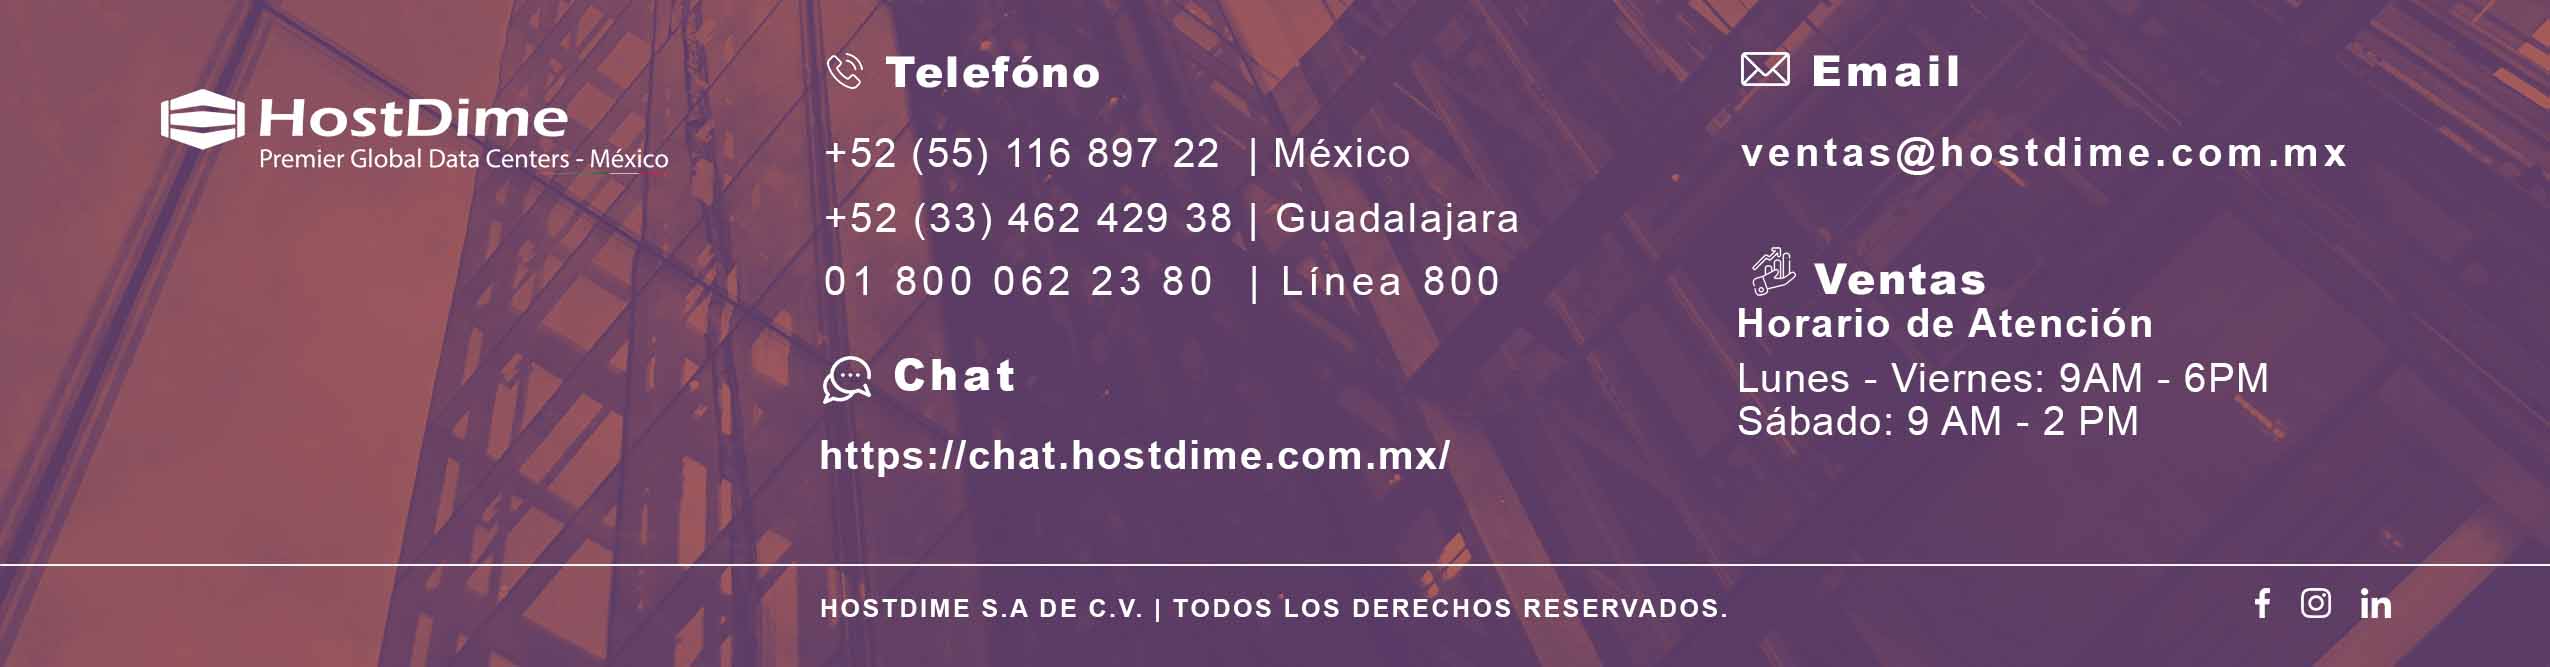 HostDime
Premier Global Data Centers - México
Telefóno
+52 (55) 116 897 22 | México
+52 (33) 462 429 38 | Guadalajara
01 800 062 23 80 | Línea 800
Chat
https://chat.hostdime.com.mx/
Email
ventas@hostdime.com.mx
Ventas
Horario de Atención
Lunes - Viernes: 9AM - 6PM
Sábado: 9 AM - 2 PM
HOSTDIME S.A DE C.V. | TODOS LOS DERECHOS RESERVADOS.